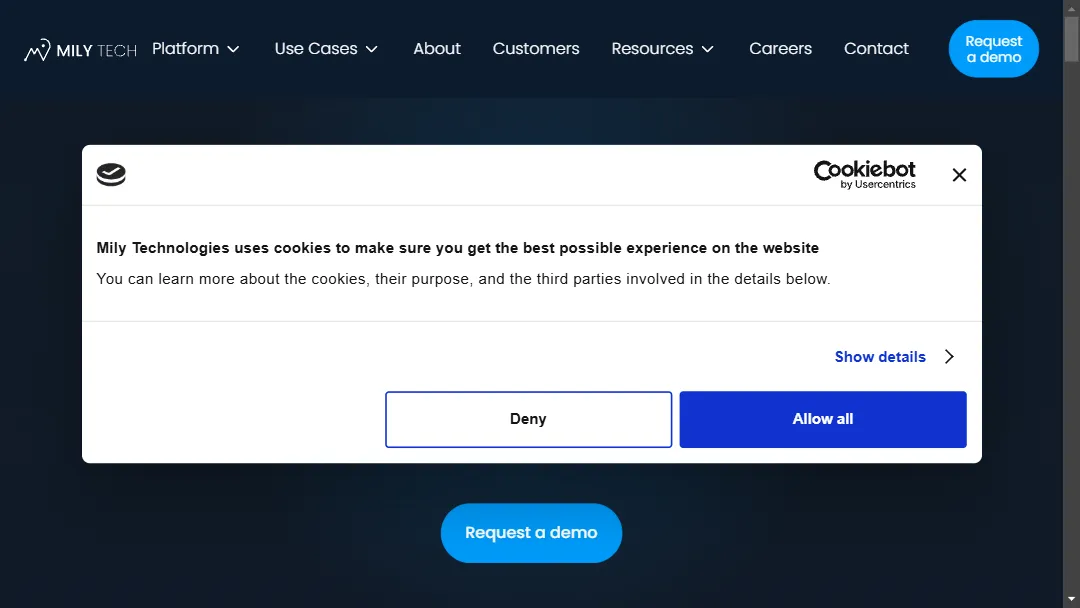 MILY TECH
Platform
Use Cases
About
Customers
Resources
Careers
Contact
Request
a demo
Cookiebot
by Usercentrics
Mily Technologies uses cookies to make sure you get the best possible experience on the website
You can learn more about the cookies, their purpose, and the third parties involved in the details below.
Show details
Deny
Allow all
Request a demo